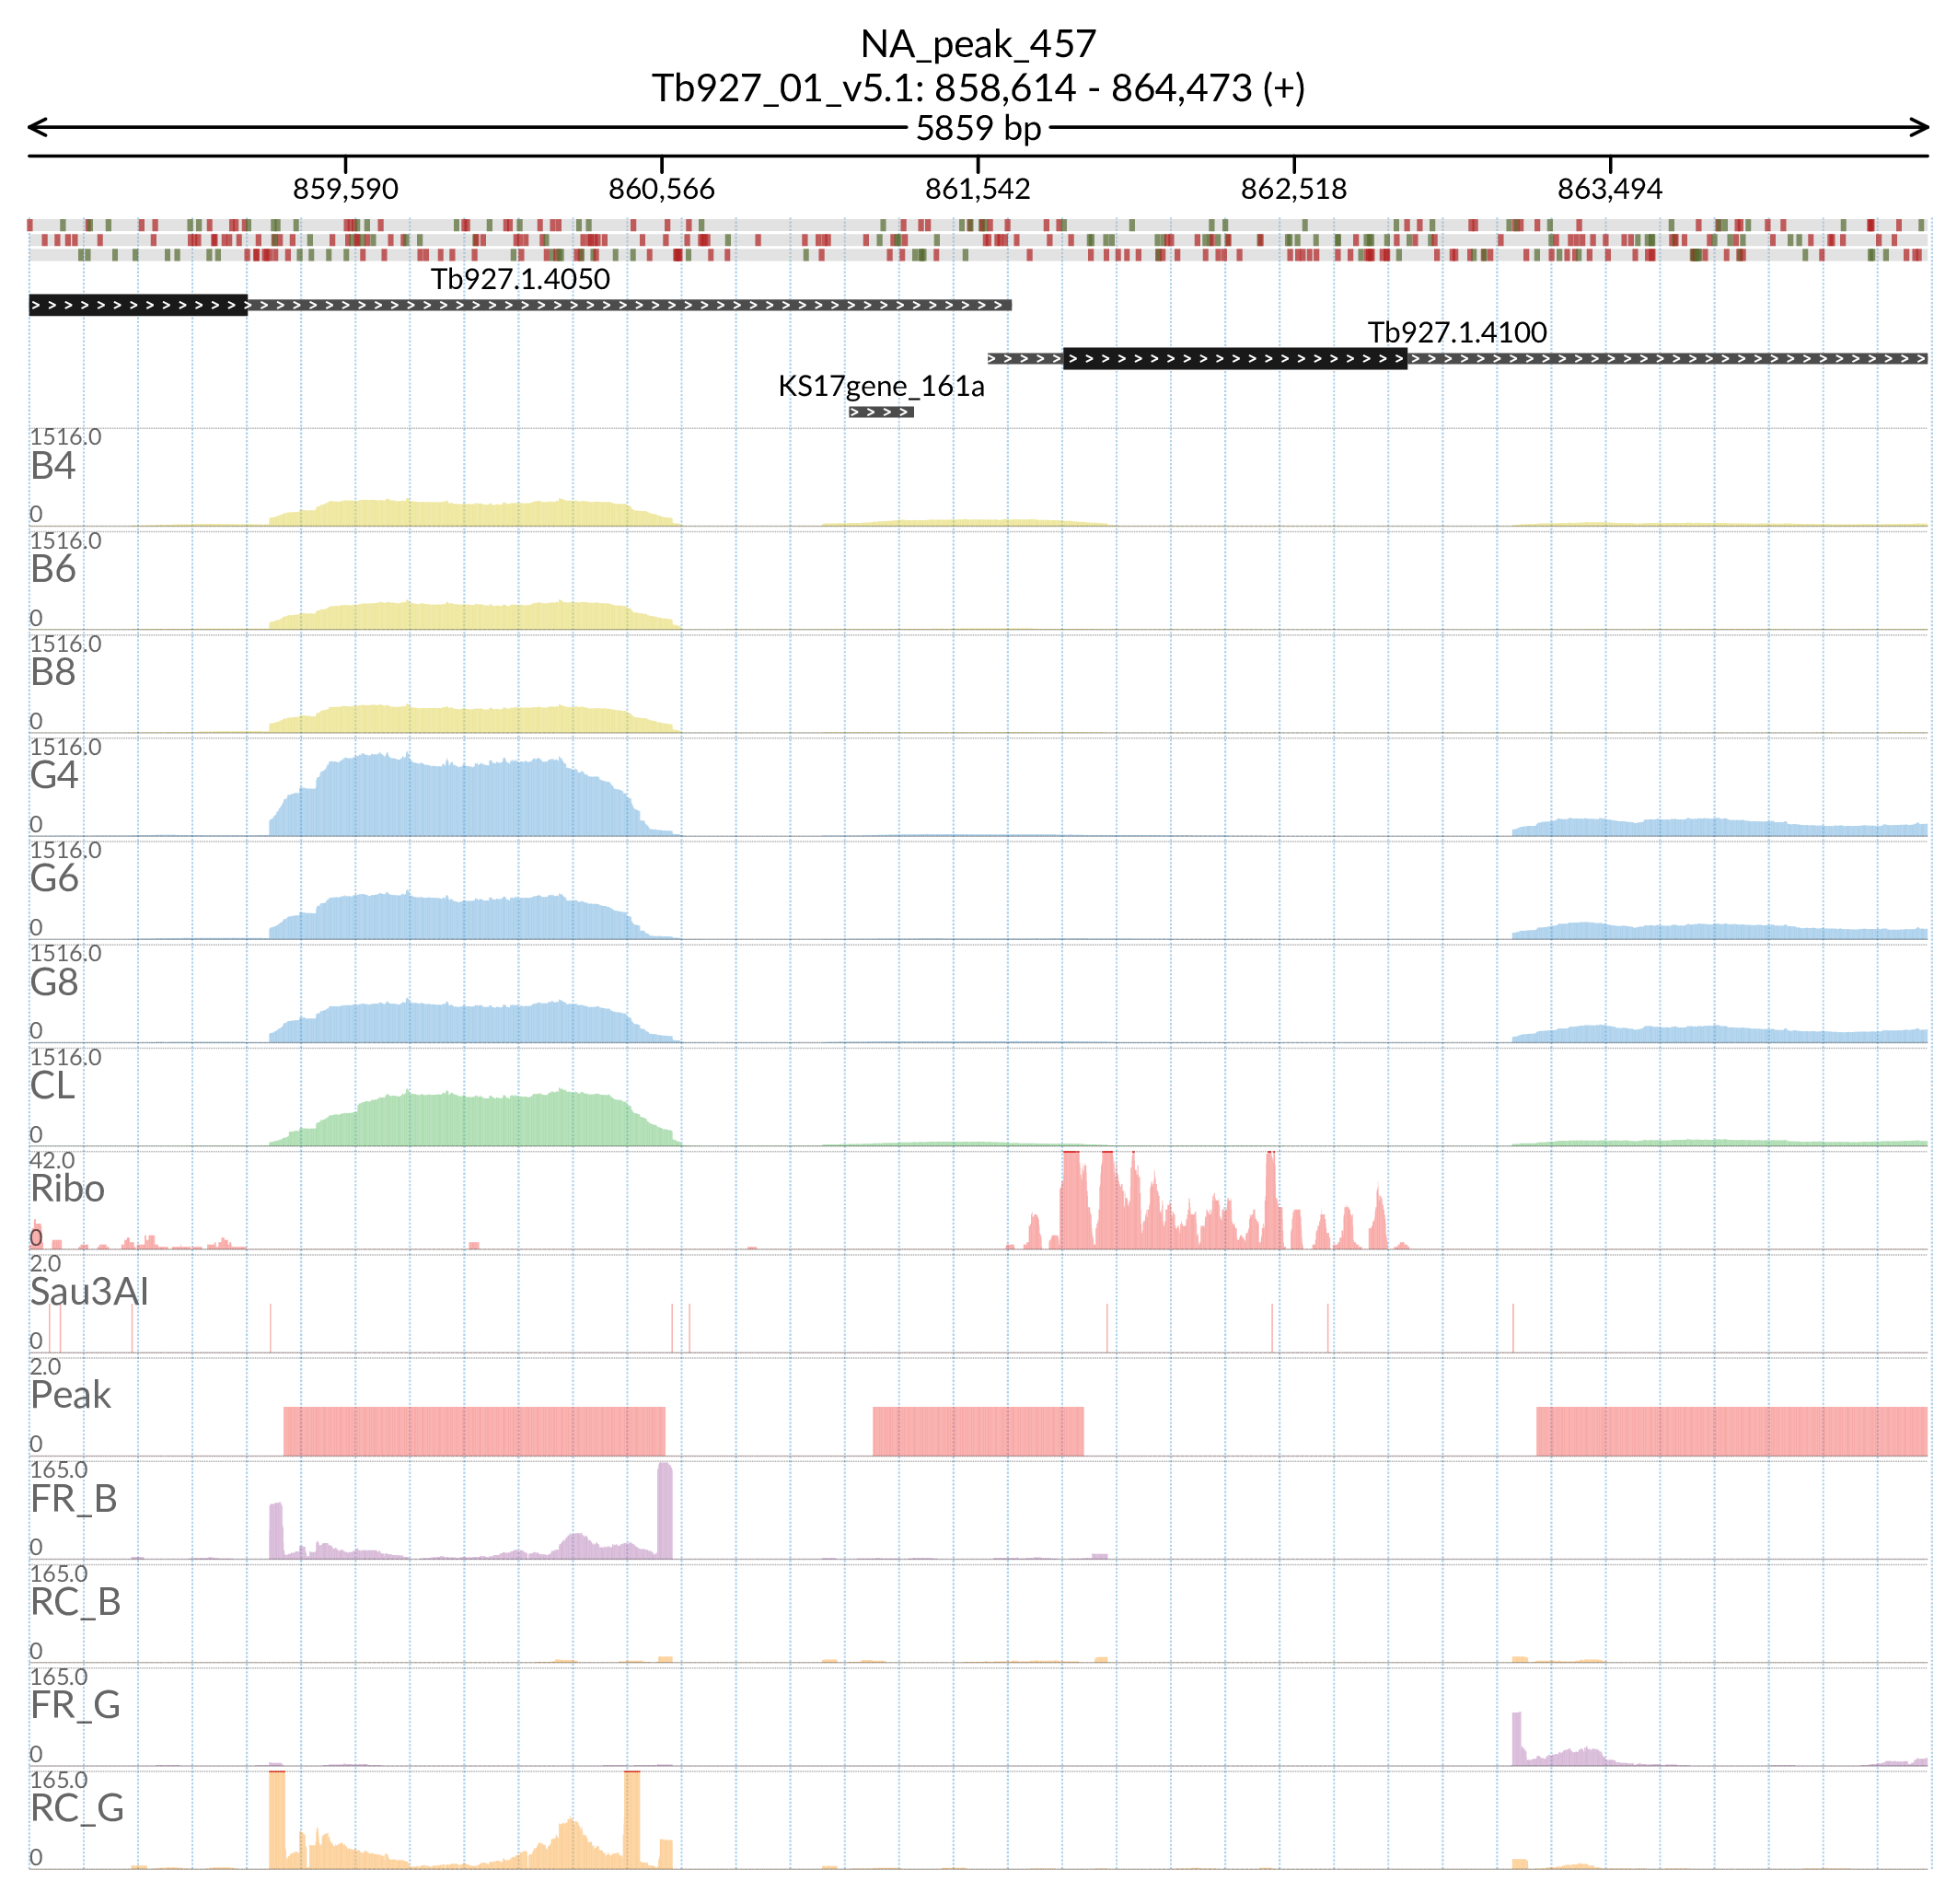 NA_peak_457
Tb927_01_v5.1: 858,614 - 864,473 (+)
5859 bp
859,590 860,566 861,542 862,518 863,494
Tb927.1.4050
Tb927.1.4100
KS17gene_161a
1516.0
B4
0
1516.0
B6
0
1516.0
B8
0
1516.0
G4
0
1516.0
G6
0
1516.0
G8
0
1516.0
CL
0
42.0
Ribo
0
2.0
Sau3AI
0
2.0
Peak
0
165.0
FR_B
0
165.0
RC_B
0
165.0
FR_G
0
165.0
RC_G
0